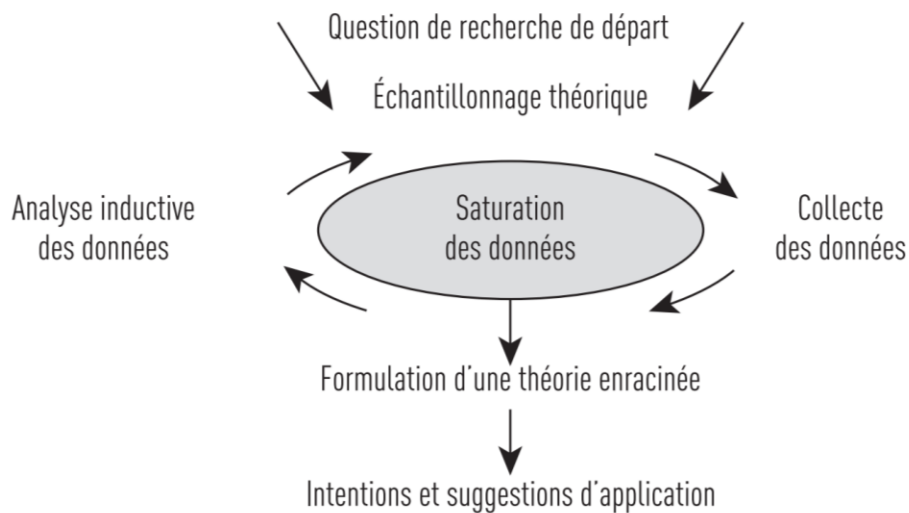 Question de recherche de départ
Échantillonnage théorique
Analyse inductive
des données
Saturation
des données
Collecte
des données
Formulation d'une théorie enracinée
Intentions et suggestions d'application